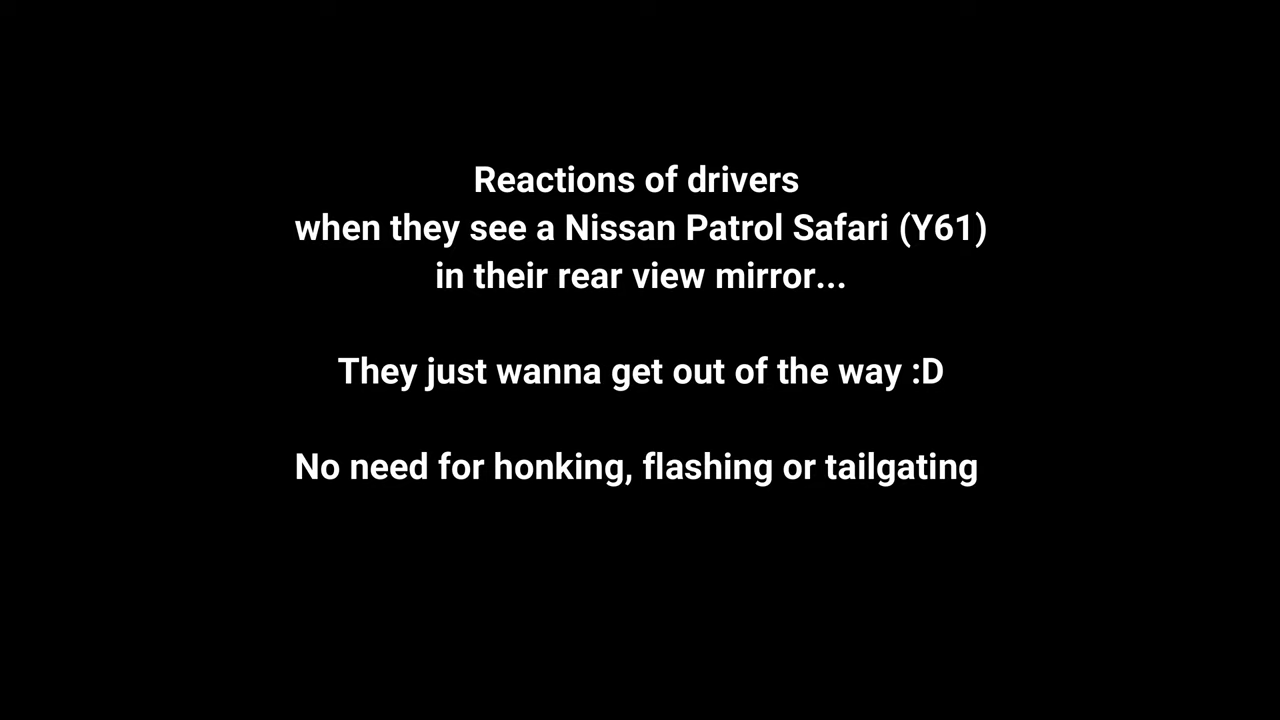 Reactions of drivers
when they see a Nissan Patrol Safari (Y61)
in their rear view mirror...
They just wanna get out of the way :D
No need for honking, flashing or tailgating